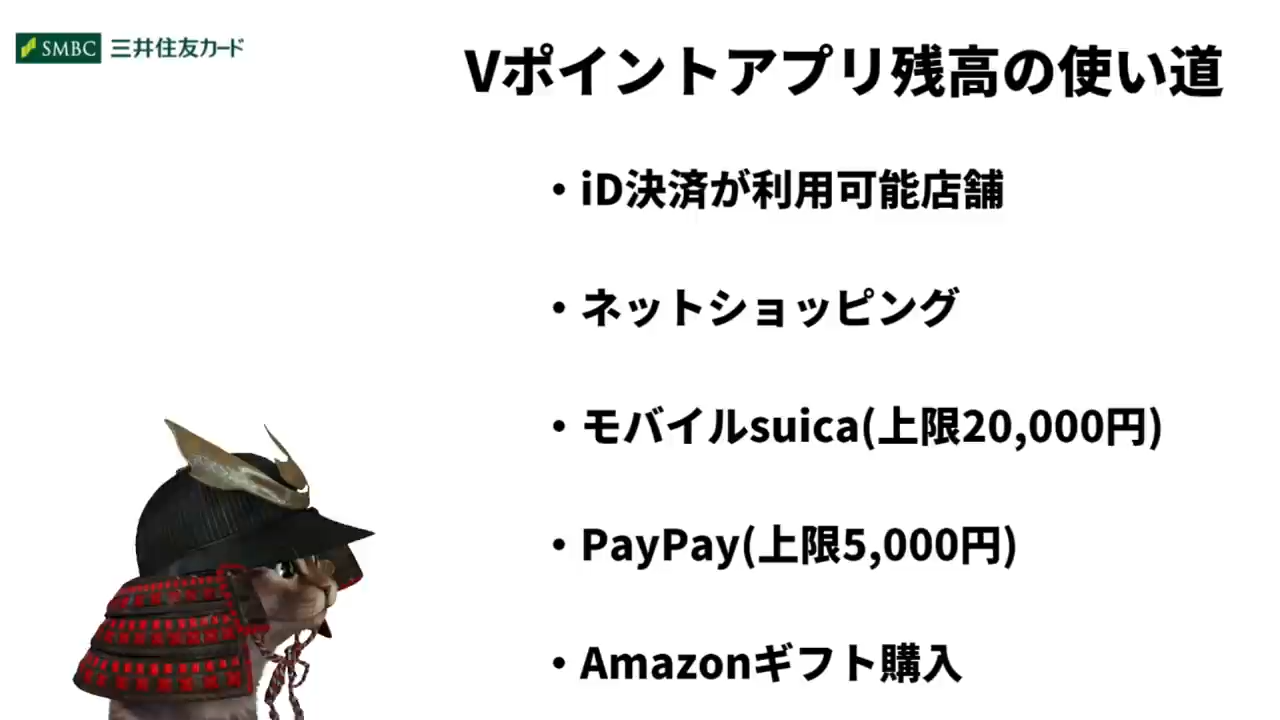 SMBC 三井住友カード
Vポイントアプリ残高の使い道
・iD決済が利用可能店舗
・ネットショッピング
・モバイルsuica(上限20,000円)
・PayPay(上限5,000円)
・Amazonギフト購入